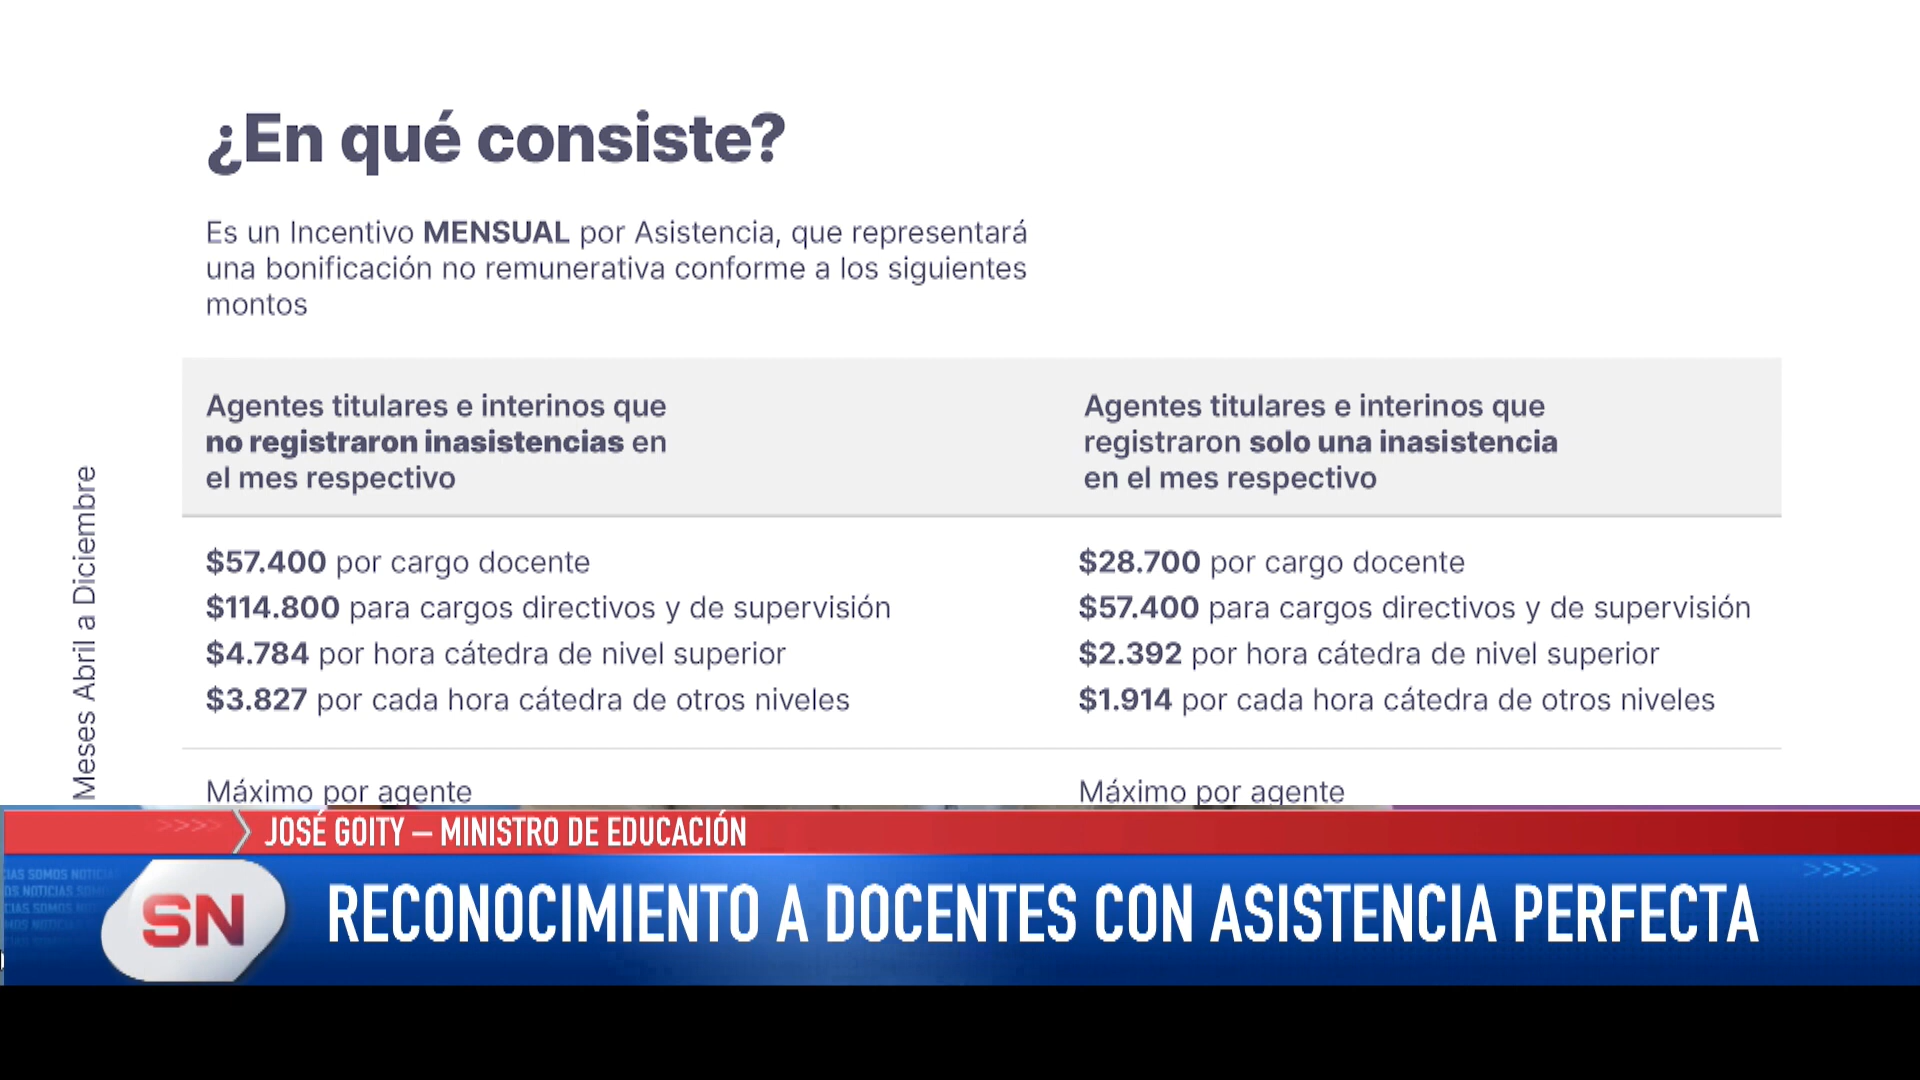 ¿En qué consiste?
Es un Incentivo MENSUAL por Asistencia, que representará
una bonificación no remunerativa conforme a los siguientes
montos
Meses Abril a Diciembre
Agentes titulares e interinos que
no registraron inasistencias en
el mes respectivo
Agentes titulares e interinos que
registraron solo una inasistencia
en el mes respectivo
$57.400 por cargo docente
$114.800 para cargos directivos y de supervisión
$4.784 por hora cátedra de nivel superior
$3.827 por cada hora cátedra de otros niveles
$28.700 por cargo docente
$57.400 para cargos directivos y de supervisión
$2.392 por hora cátedra de nivel superior
$1.914 por cada hora cátedra de otros niveles
Máximo por agente
Máximo por agente
JOSÉ GOITY – MINISTRO DE EDUCACIÓN
SN
RECONOCIMIENTO A DOCENTES CON ASISTENCIA PERFECTA